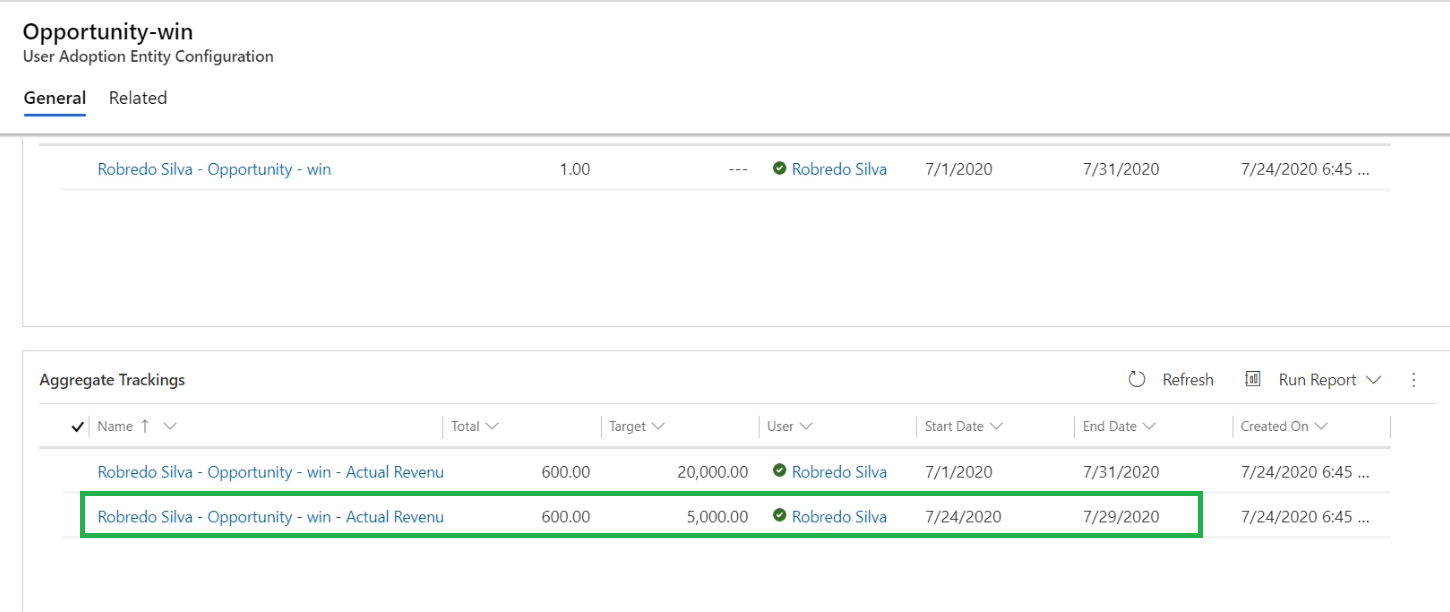 Opportunity-win
User Adoption Entity Configuration
General Related
Robredo Silva - Opportunity - win 1.00 --- Robredo Silva 7/1/2020 7/31/2020 7/24/2020 6:45 ...
Aggregate Trackings Refresh Run Report
Name Total Target User Start Date End Date Created On
Robredo Silva - Opportunity - win - Actual Revenu 600.00 20,000.00 Robredo Silva 7/1/2020 7/31/2020 7/24/2020 6:45 ...
Robredo Silva - Opportunity - win - Actual Revenu 600.00 5,000.00 Robredo Silva 7/24/2020 7/29/2020 7/24/2020 6:45 ...